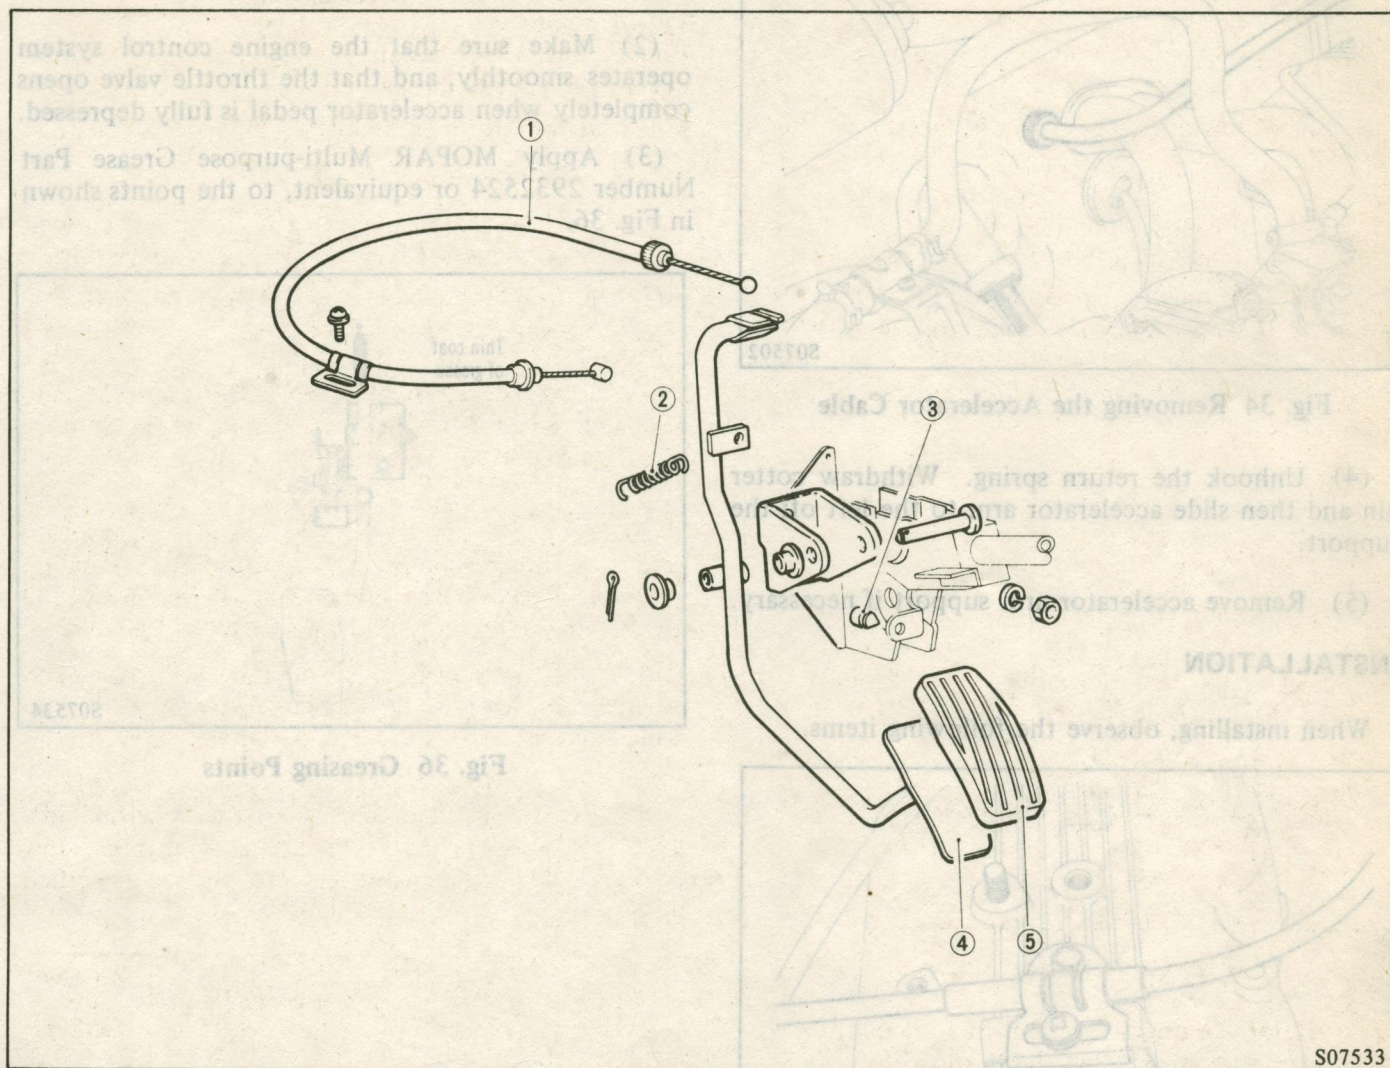 (2) Make sure that the engine control system
operates smoothly, and that the throttle valve opens
completely when accelerator pedal is fully depressed.
(3) Apply MOPAR Multi-purpose Grease Part
Number 2932524 or equivalent, to the points shown
in Fig. 36.
①
②
③
④
⑤
Thin coat
of grease
S07534
Fig. 36 Greasing Points
S07502
Fig. 34 Removing the Accelerator Cable
(4) Unhook the return spring. Withdraw cotter
and then slide accelerator arm to the left off the
(5) Remove accelerator arm support if necessary.
NSTALLATION
When installing, observe the following items.
S07533